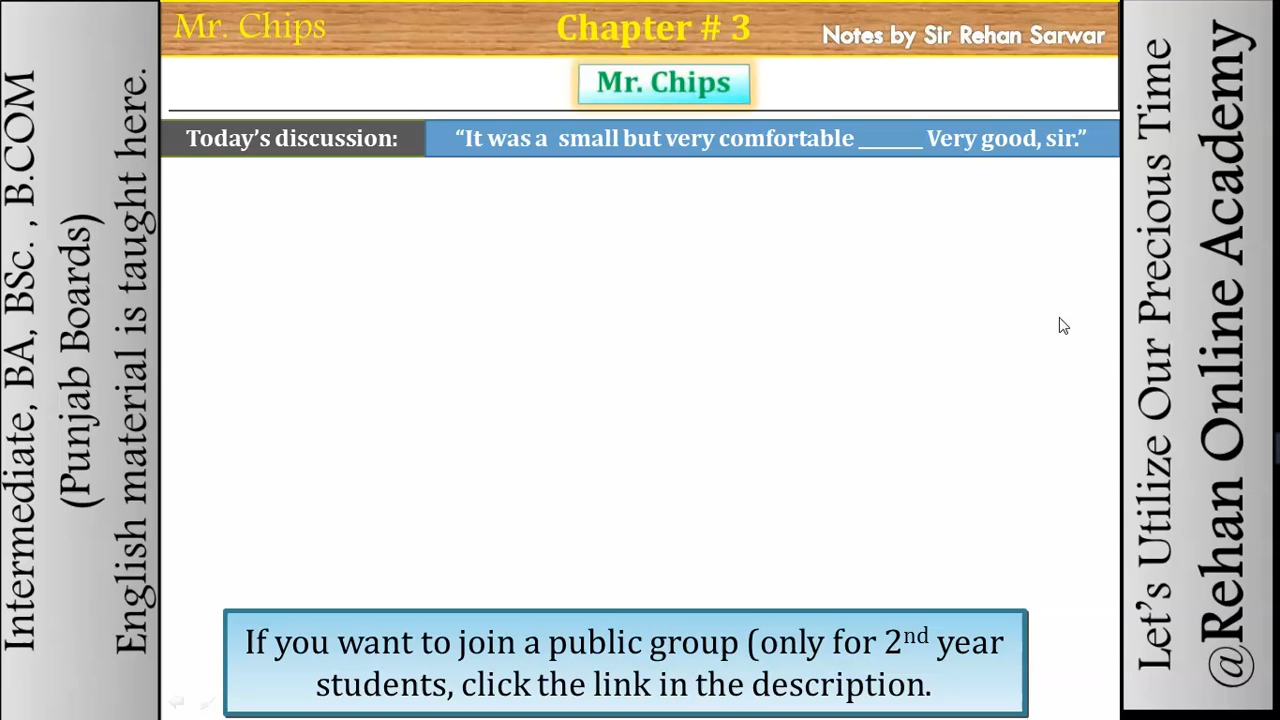 Intermediate, BA, BSc. , B.COM
(Punjab Boards)
English material is taught here.
Mr. Chips
Chapter # 3
Notes by Sir Rehan Sarwar
Mr. Chips
Today’s discussion:
“It was a small but very comfortable ______ Very good, sir.”
If you want to join a public group (only for 2nd year
students, click the link in the description.
Let’s Utilize Our Precious Time
@Rehan Online Academy